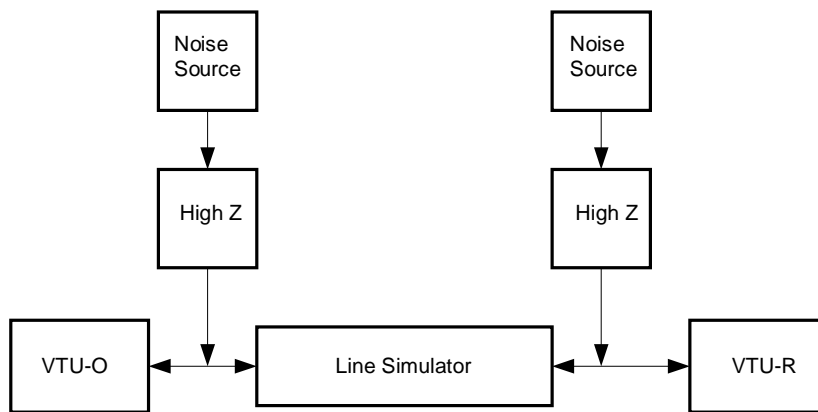 Noise
Source
Noise
Source
High Z
High Z
VTU-O
Line Simulator
VTU-R